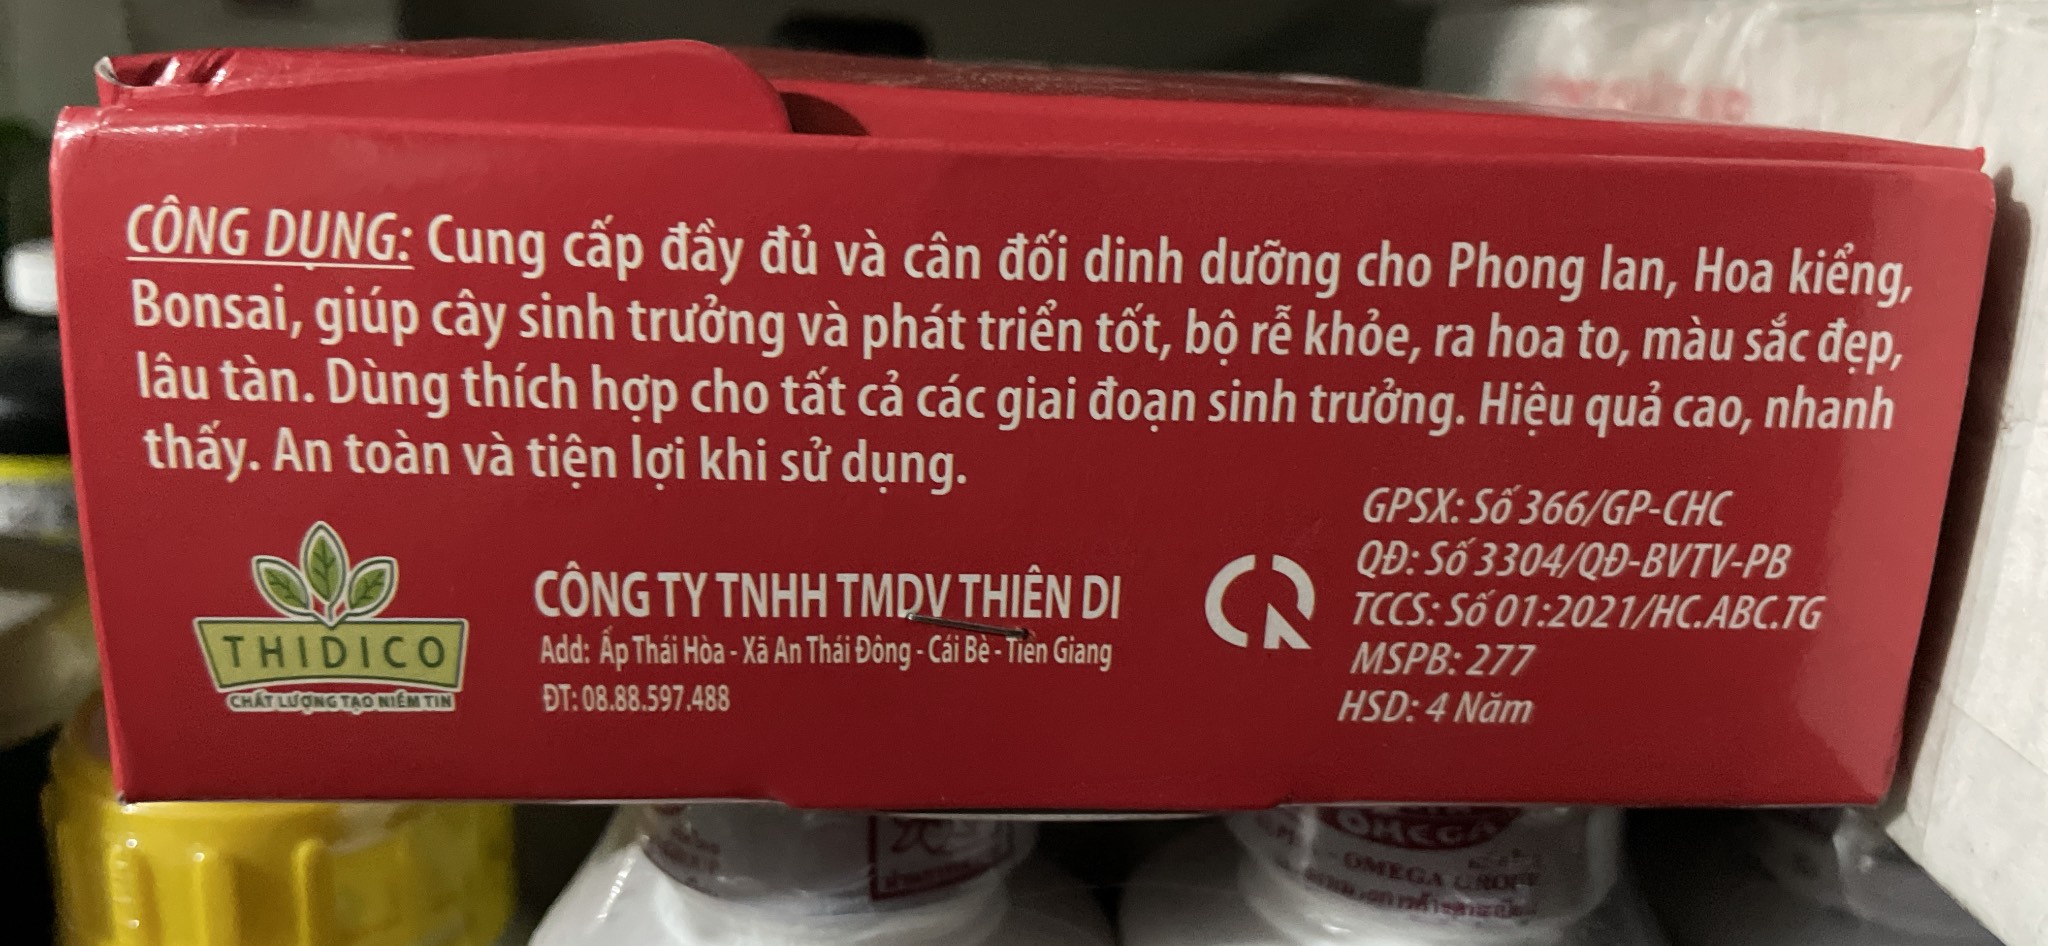 CÔNG DỤNG: Cung cấp đầy đủ và cân đối dinh dưỡng cho Phong lan, Hoa kiểng,
Bonsai, giúp cây sinh trưởng và phát triển tốt, bộ rễ khỏe, ra hoa to, màu sắc đẹp,
lâu tàn. Dùng thích hợp cho tất cả các giai đoạn sinh trưởng. Hiệu quả cao, nhanh
thấy. An toàn và tiện lợi khi sử dụng.
THIDICO
CHẤT LƯỢNG TẠO NIỀM TIN
CÔNG TY TNHH TMDV THIÊN DI
Add: Ấp Thái Hòa - Xã An Thái Đông - Cái Bè - Tiền Giang
ĐT: 08.88.597.488
GPSX: Số 366/GP-CHC
QĐ: Số 3304/QĐ-BVTV-PB
TCCS: Số 01:2021/HC.ABC.TG
MSPB: 277
HSD: 4 Năm
OMEGA
OMEGA GROUP